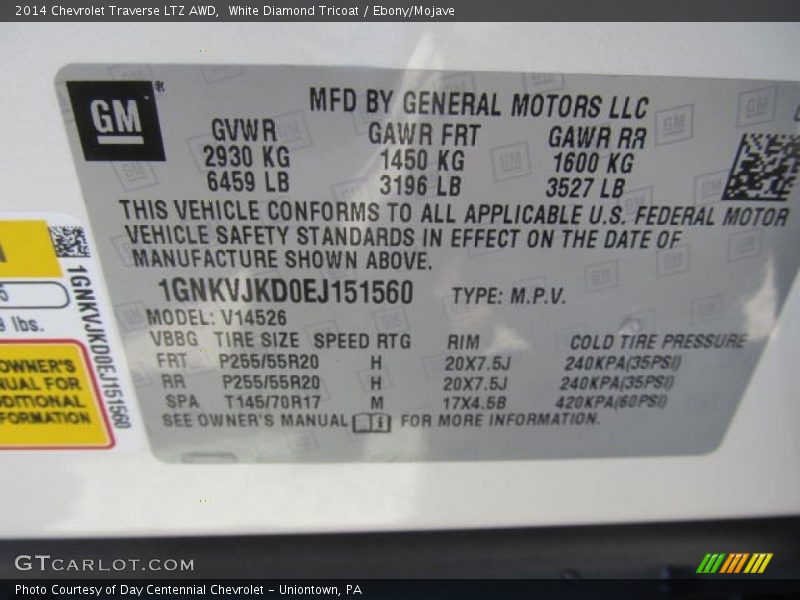 2014 Chevrolet Traverse LTZ AWD,  White Diamond Tricoat / Ebony/Mojave
GM
MFD BY GENERAL MOTORS LLC
GVWR GAWR FRT GAWR RR
2930 KG 1450 KG 1600 KG
6459 LB 3196 LB 3527 LB
THIS VEHICLE CONFORMS TO ALL APPLICABLE U.S. FEDERAL MOTOR
VEHICLE SAFETY STANDARDS IN EFFECT ON THE DATE OF
MANUFACTURE SHOWN ABOVE.
1GNKVJKD0EJ151560 TYPE: M.P.V.
MODEL: V14526
VBBG TIRE SIZE SPEED RTG RIM COLD TIRE PRESSURE
FRT P255/55R20 H 20X7.5J 240KPA(35PSI)
RR P255/55R20 H 20X7.5J 240KPA(35PSI)
SPA T145/70R17 M 17X4.5B 420KPA(60PSI)
SEE OWNER'S MANUAL FOR MORE INFORMATION.
1GNKVJKD0EJ151560
lbs.
OWNER'S
FOR
GTCARLOT.COM
Photo Courtesy of Day Centennial Chevrolet - Uniontown, PA